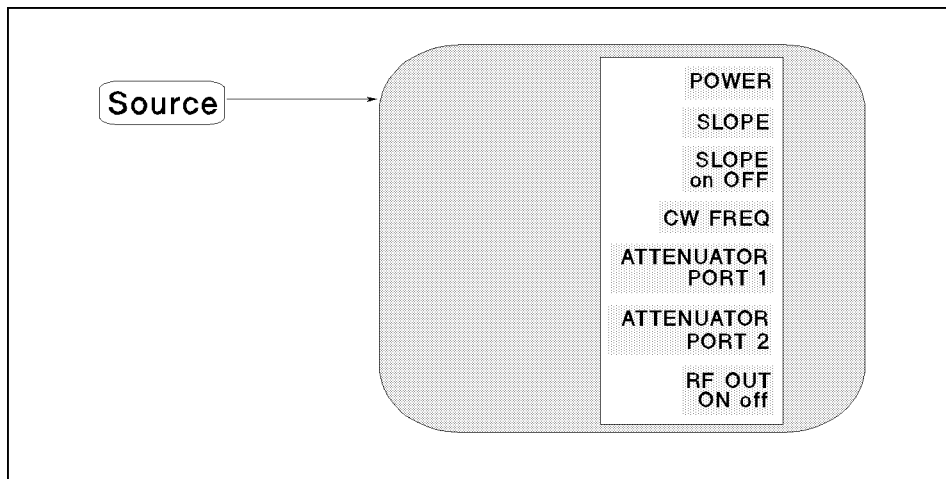 Source
POWER
SLOPE
SLOPE
on OFF
CW FREQ
ATTENUATOR
PORT 1
ATTENUATOR
PORT 2
RF OUT
ON off